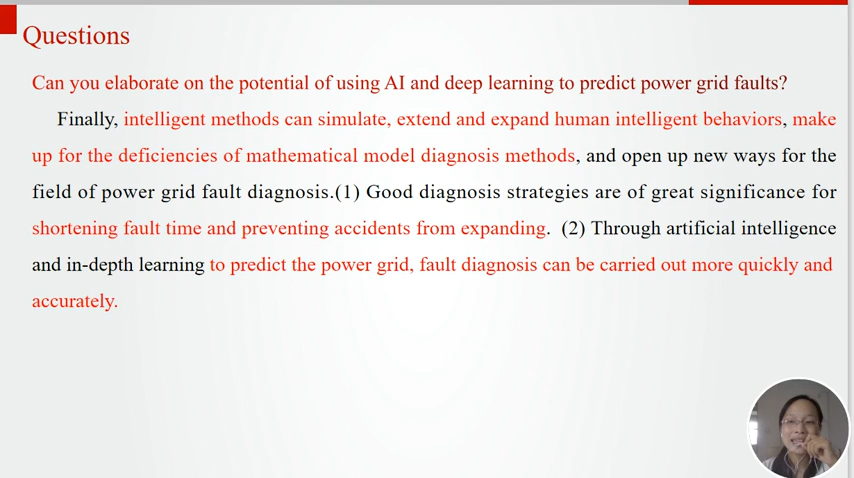 Questions
Can you elaborate on the potential of using AI and deep learning to predict power grid faults?
Finally, intelligent methods can simulate, extend and expand human intelligent behaviors, make
up for the deficiencies of mathematical model diagnosis methods, and open up new ways for the
field of power grid fault diagnosis.(1) Good diagnosis strategies are of great significance for
shortening fault time and preventing accidents from expanding. (2) Through artificial intelligence
and in-depth learning to predict the power grid, fault diagnosis can be carried out more quickly and
accurately.